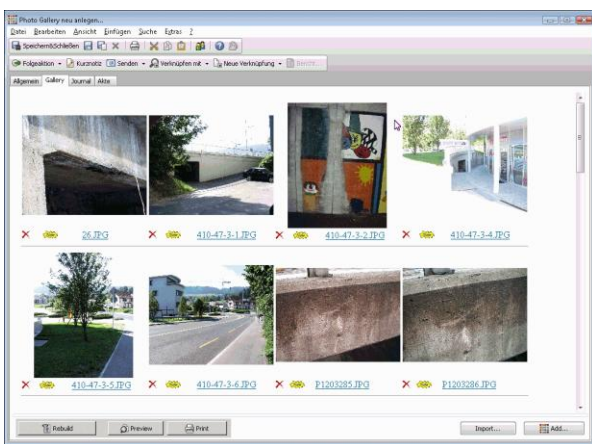 Photo Gallery neu anlegen...
Datei Bearbeiten Ansicht Einfügen Suche Extras ?
Speichern&Schließen
Folgeaktion Kurznotiz Senden Verknüpfen mit Neue Verknüpfung Bericht...
Allgemein Gallery Journal Akte
26.JPG 410-47-3-1.JPG 410-47-3-2.JPG 410-47-3-4.JPG
410-47-3-5.JPG 410-47-3-6.JPG P1203285.JPG P1203286.JPG
Rebuild Preview Print Import... Add...